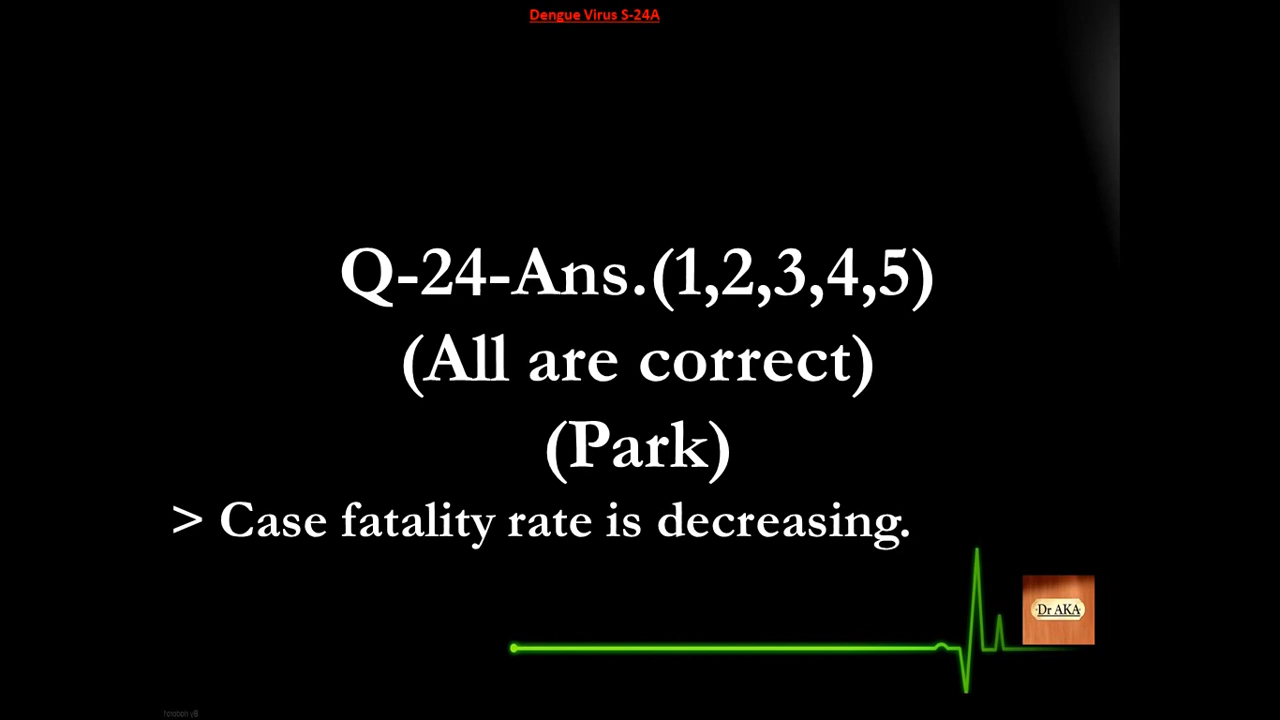 Dengue Virus S-24A
Q-24-Ans.(1,2,3,4,5)
(All are correct)
(Park)
> Case fatality rate is decreasing.
Dr AKA